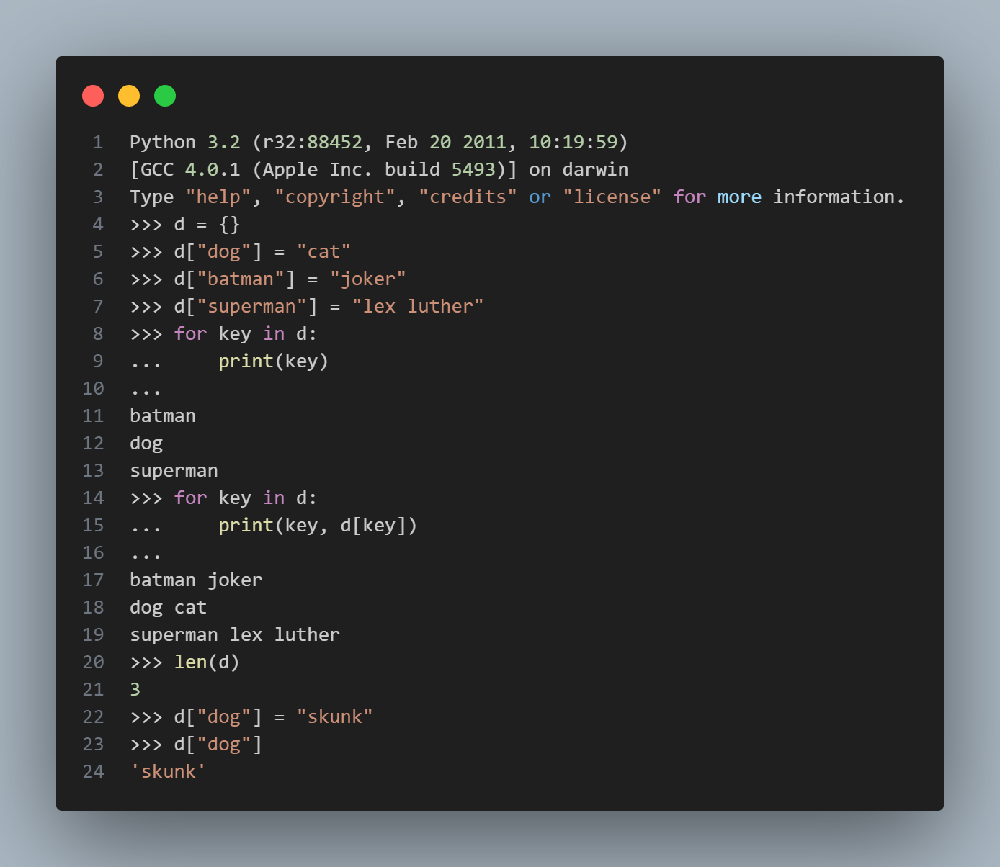 1 Python 3.2 (r32:88452, Feb 20 2011, 10:19:59)
2 [GCC 4.0.1 (Apple Inc. build 5493)] on darwin
3 Type "help", "copyright", "credits" or "license" for more information.
4 >>> d = {}
5 >>> d["dog"] = "cat"
6 >>> d["batman"] = "joker"
7 >>> d["superman"] = "lex luther"
8 >>> for key in d:
9 ...     print(key)
10 ...
11 batman
12 dog
13 superman
14 >>> for key in d:
15 ...     print(key, d[key])
16 ...
17 batman joker
18 dog cat
19 superman lex luther
20 >>> len(d)
21 3
22 >>> d["dog"] = "skunk"
23 >>> d["dog"]
24 'skunk'